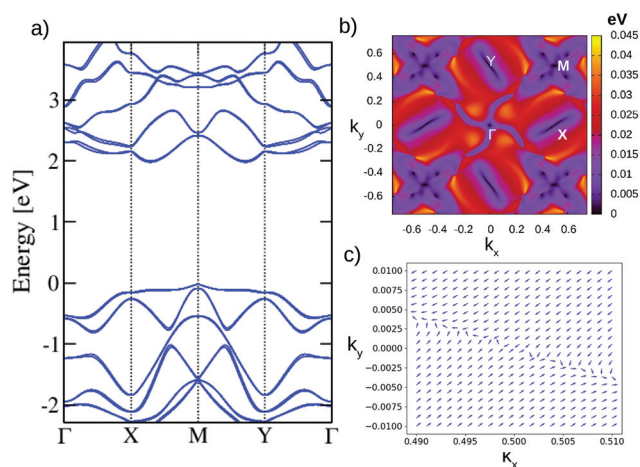 a)
Energy [eV]
3
2
1
0
-1
-2
Γ X M Y Γ
b)
eV
0.6
0.4
0.2
0
-0.2
-0.4
-0.6
k_y
-0.6 -0.4 -0.2 0 0.2 0.4 0.6
k_x
Y M
Γ X
0.045
0.04
0.035
0.03
0.025
0.02
0.015
0.01
0.005
0
c)
0.0100
0.0075
0.0050
0.0025
0.0000
−0.0025
−0.0050
−0.0075
−0.0100
k_y
0.490 0.495 0.500 0.505 0.510
K_x